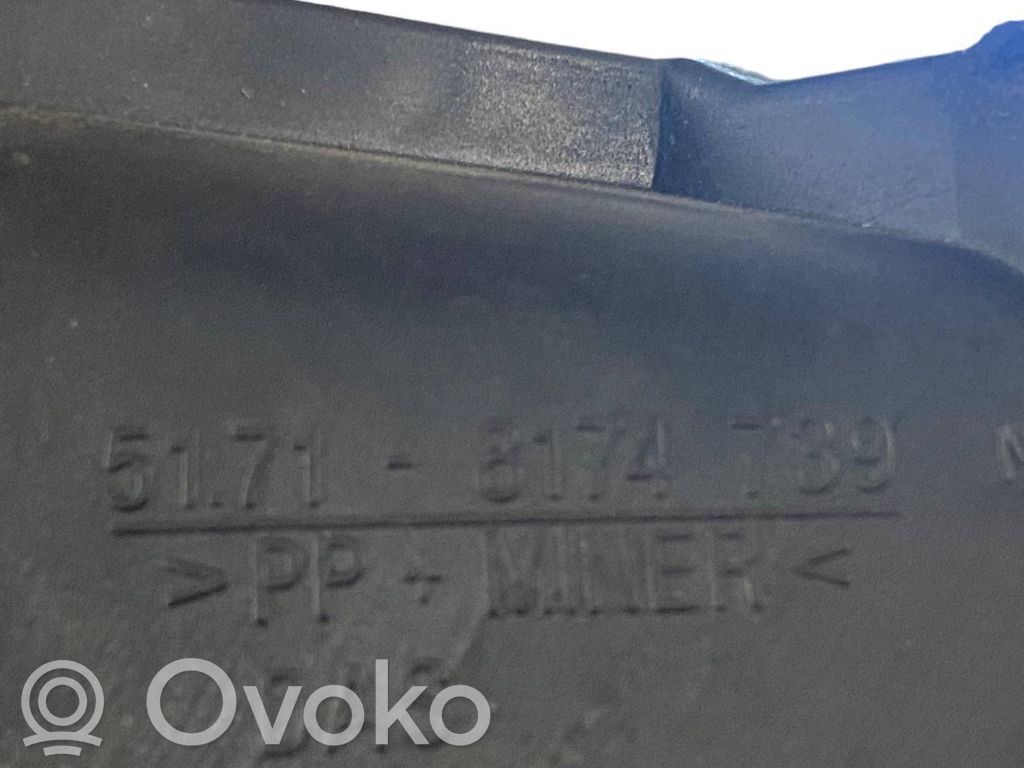 51.71 - 8174 739
>PP + MINER<
Ovoko